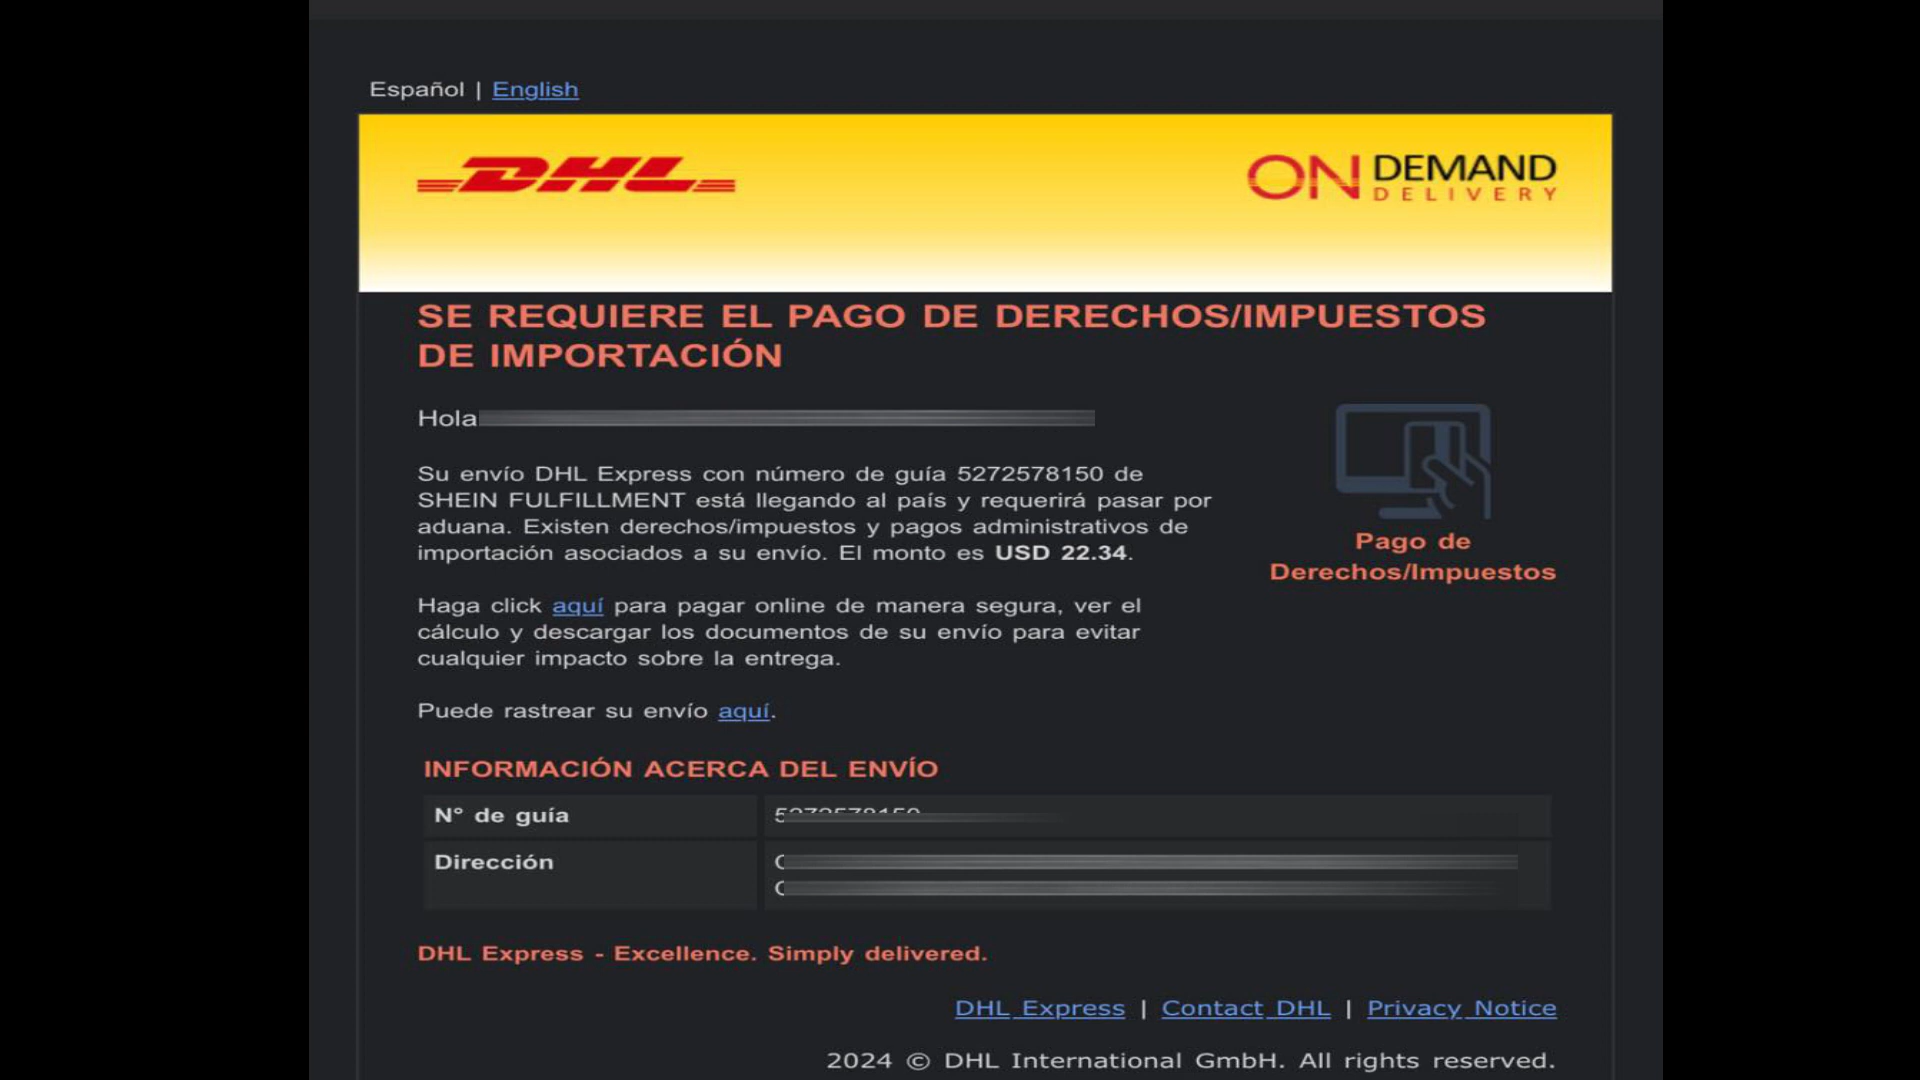 Español | English
DHL
ON DEMAND
DELIVERY
SE REQUIERE EL PAGO DE DERECHOS/IMPUESTOS
DE IMPORTACIÓN
Hola
Su envío DHL Express con número de guía 5272578150 de
SHEIN FULFILLMENT está llegando al país y requerirá pasar por
aduana. Existen derechos/impuestos y pagos administrativos de
importación asociados a su envío. El monto es USD 22.34.
Pago de
Derechos/Impuestos
Haga click aquí para pagar online de manera segura, ver el
cálculo y descargar los documentos de su envío para evitar
cualquier impacto sobre la entrega.
Puede rastrear su envío aquí.
INFORMACIÓN ACERCA DEL ENVÍO
N° de guía
Dirección
DHL Express - Excellence. Simply delivered.
DHL Express | Contact DHL | Privacy Notice
2024 © DHL International GmbH. All rights reserved.